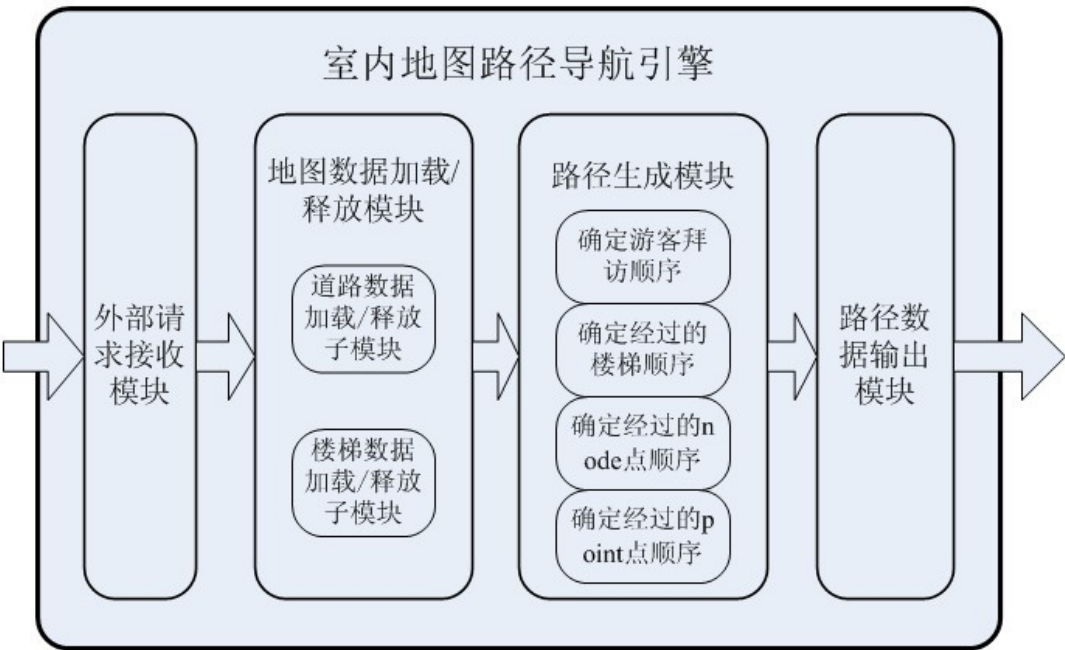 室内地图路径导航引擎
外部请
求接收
模块
地图数据加载/
释放模块
道路数据
加载/释放
子模块
楼梯数据
加载/释放
子模块
路径生成模块
确定游客拜
访顺序
确定经过的
楼梯顺序
确定经过的n
ode点顺序
确定经过的p
oint点顺序
路径数
据输出
模块